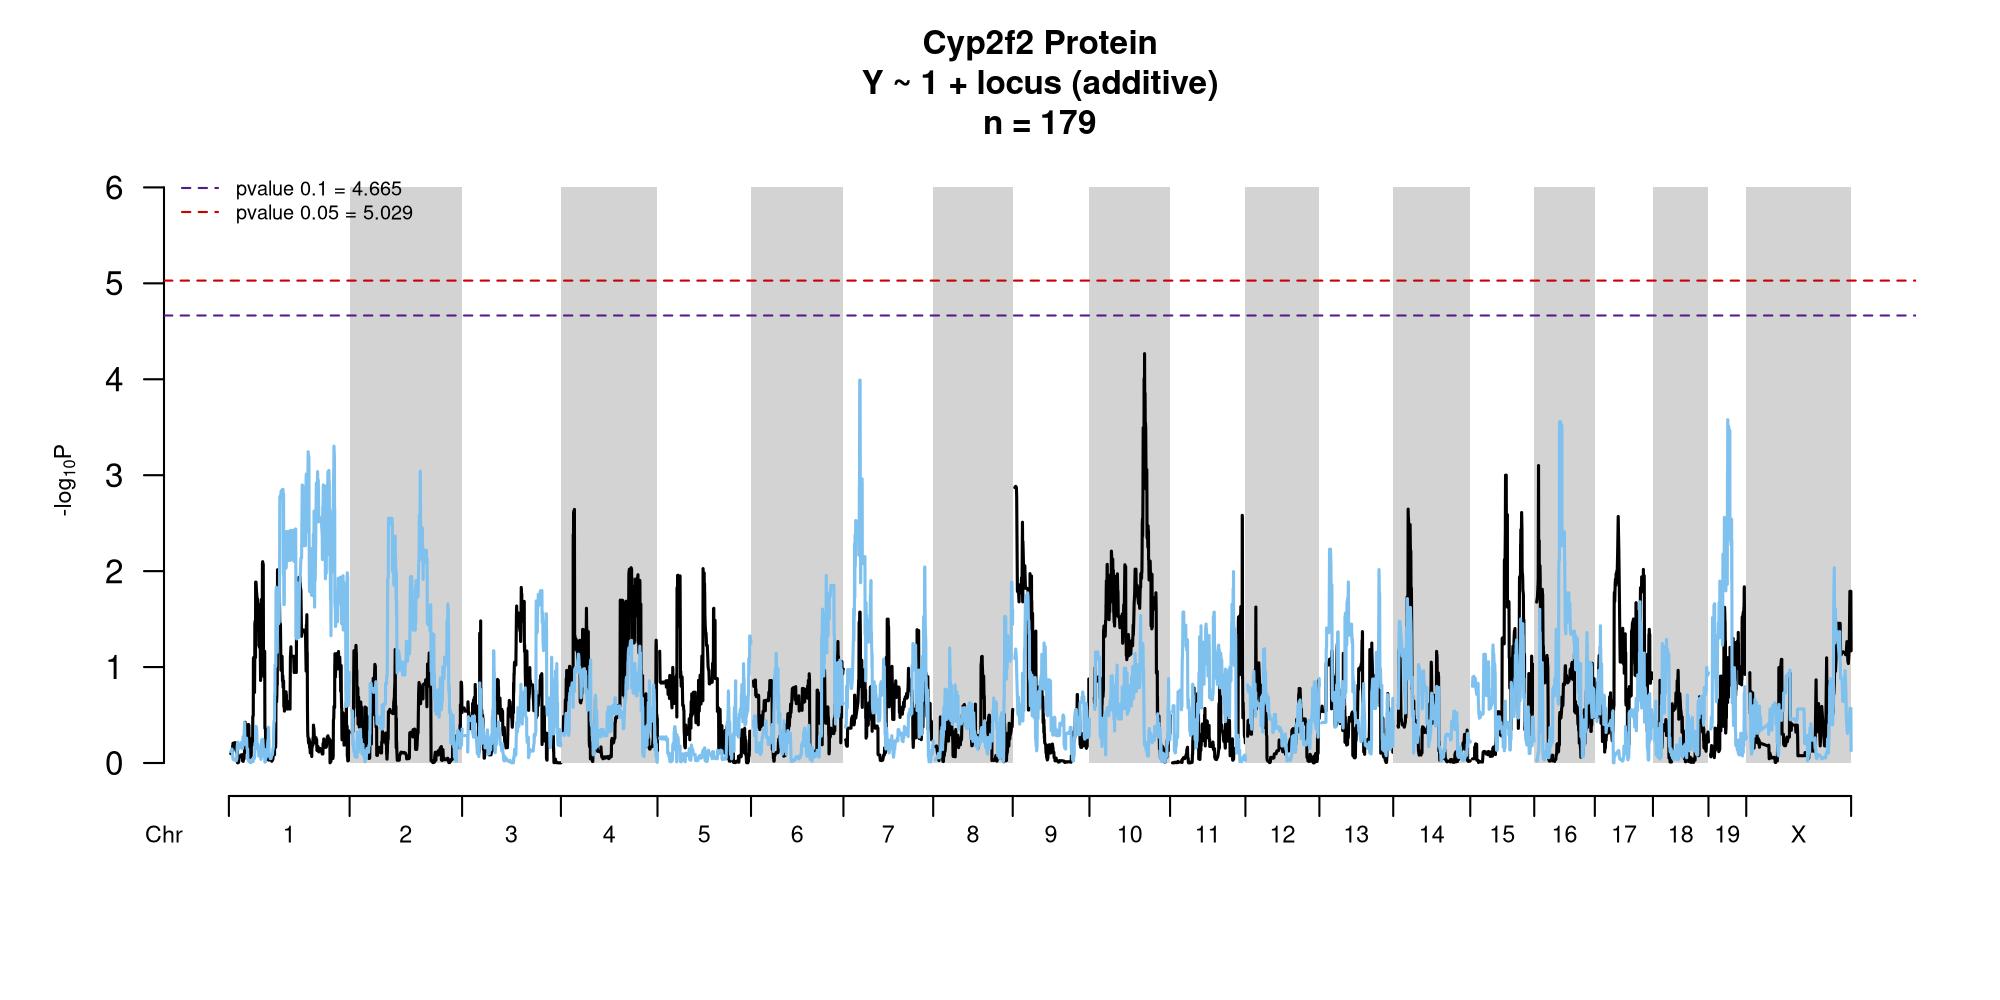 Cyp2f2 Protein
Y ~ 1 + locus (additive)
n = 179
pvalue 0.1 = 4.665
pvalue 0.05 = 5.029
6
5
4
3
2
1
0
-log10P
Chr 1 2 3 4 5 6 7 8 9 10 11 12 13 14 15 16 17 18 19 X